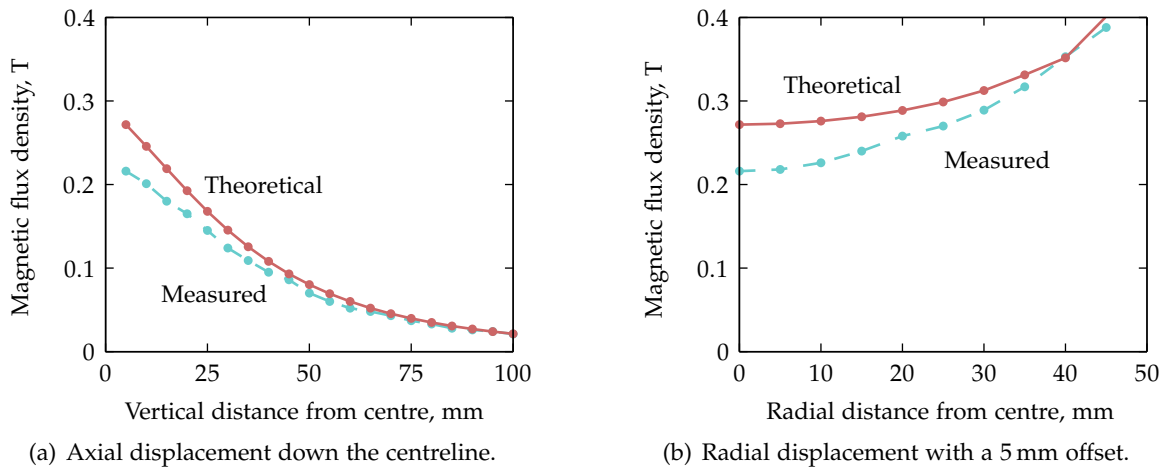 0.4
0.3
0.2
0.1
0
Magnetic flux density, T
Theoretical
Measured
0 25 50 75 100
Vertical distance from centre, mm
(a) Axial displacement down the centreline.
0.4
0.3
0.2
0.1
0
Magnetic flux density, T
Theoretical
Measured
0 10 20 30 40 50
Radial distance from centre, mm
(b) Radial displacement with a 5 mm offset.